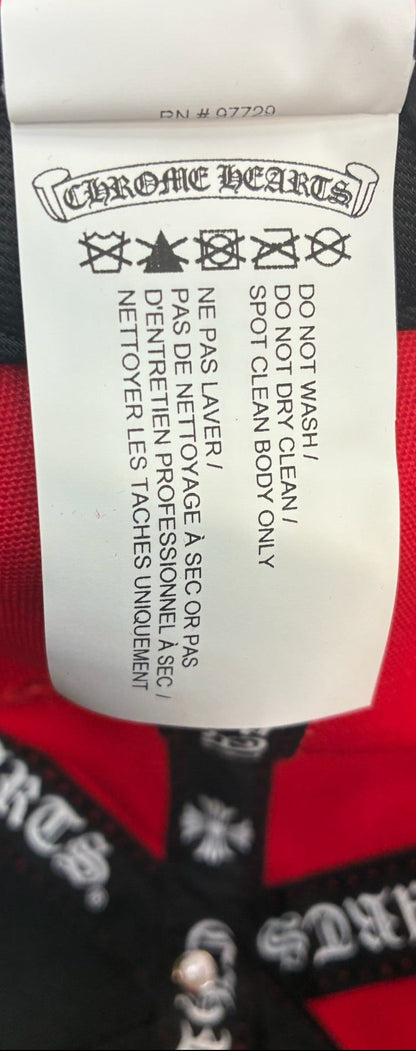 RN # 97729
CHROME HEARTS
DO NOT WASH /
DO NOT DRY CLEAN /
SPOT CLEAN BODY ONLY
NE PAS LAVER /
PAS DE NETTOYAGE À SEC OR PAS
D'ENTRETIEN PROFESSIONNEL À SEC /
NETTOYER LES TACHES UNIQUEMENT
ARTS